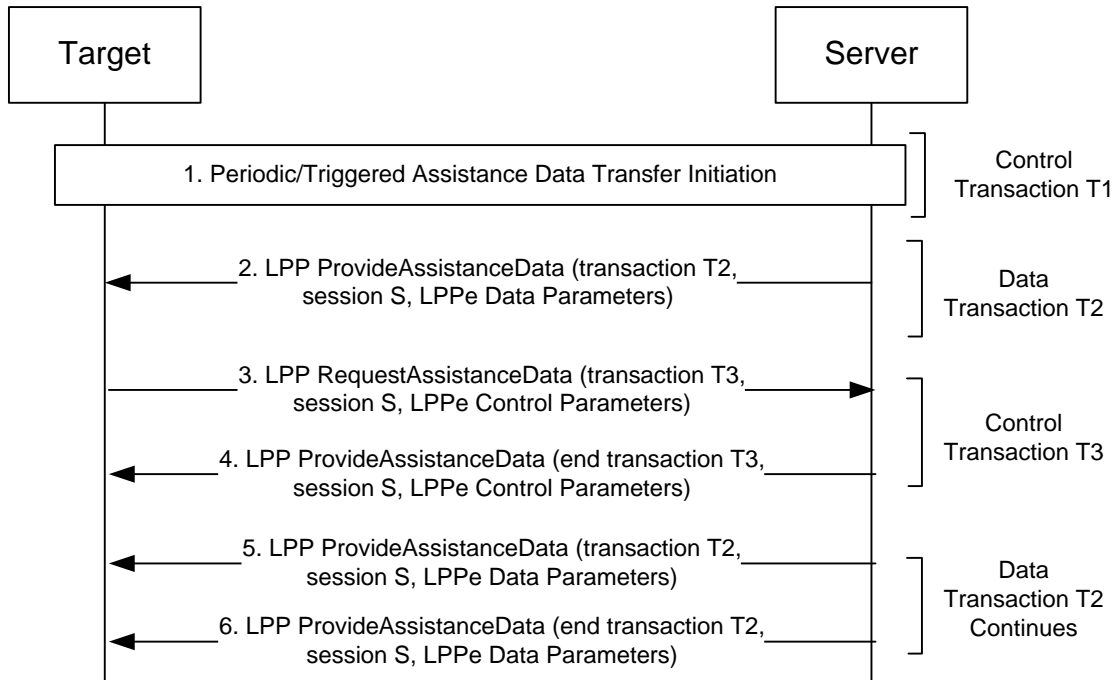 Target
Server
1. Periodic/Triggered Assistance Data Transfer Initiation
Control
Transaction T1
2. LPP ProvideAssistanceData (transaction T2,
session S, LPPe Data Parameters)
Data
Transaction T2
3. LPP RequestAssistanceData (transaction T3,
session S, LPPe Control Parameters)
Control
Transaction T3
4. LPP ProvideAssistanceData (end transaction T3,
session S, LPPe Control Parameters)
5. LPP ProvideAssistanceData (transaction T2,
session S, LPPe Data Parameters)
Data
Transaction T2
Continues
6. LPP ProvideAssistanceData (end transaction T2,
session S, LPPe Data Parameters)